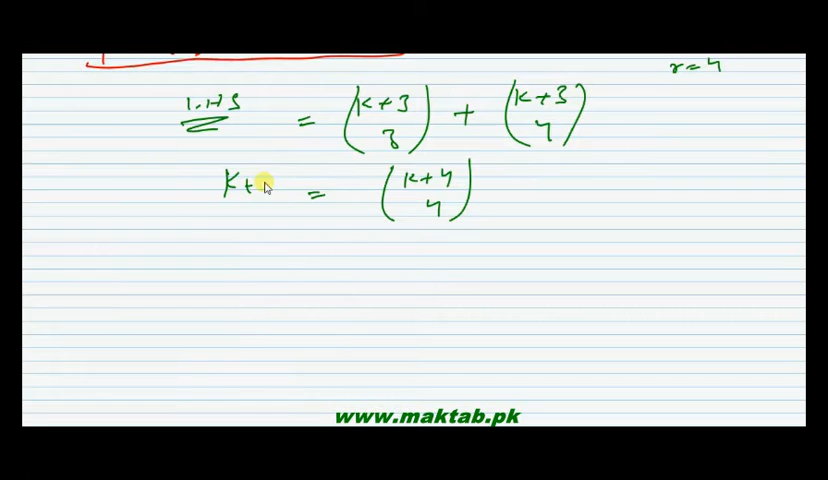 r = 4
L.H.S = (K+3 3) + (K+3 4)
K+ = (K+4 4)
www.maktab.pk